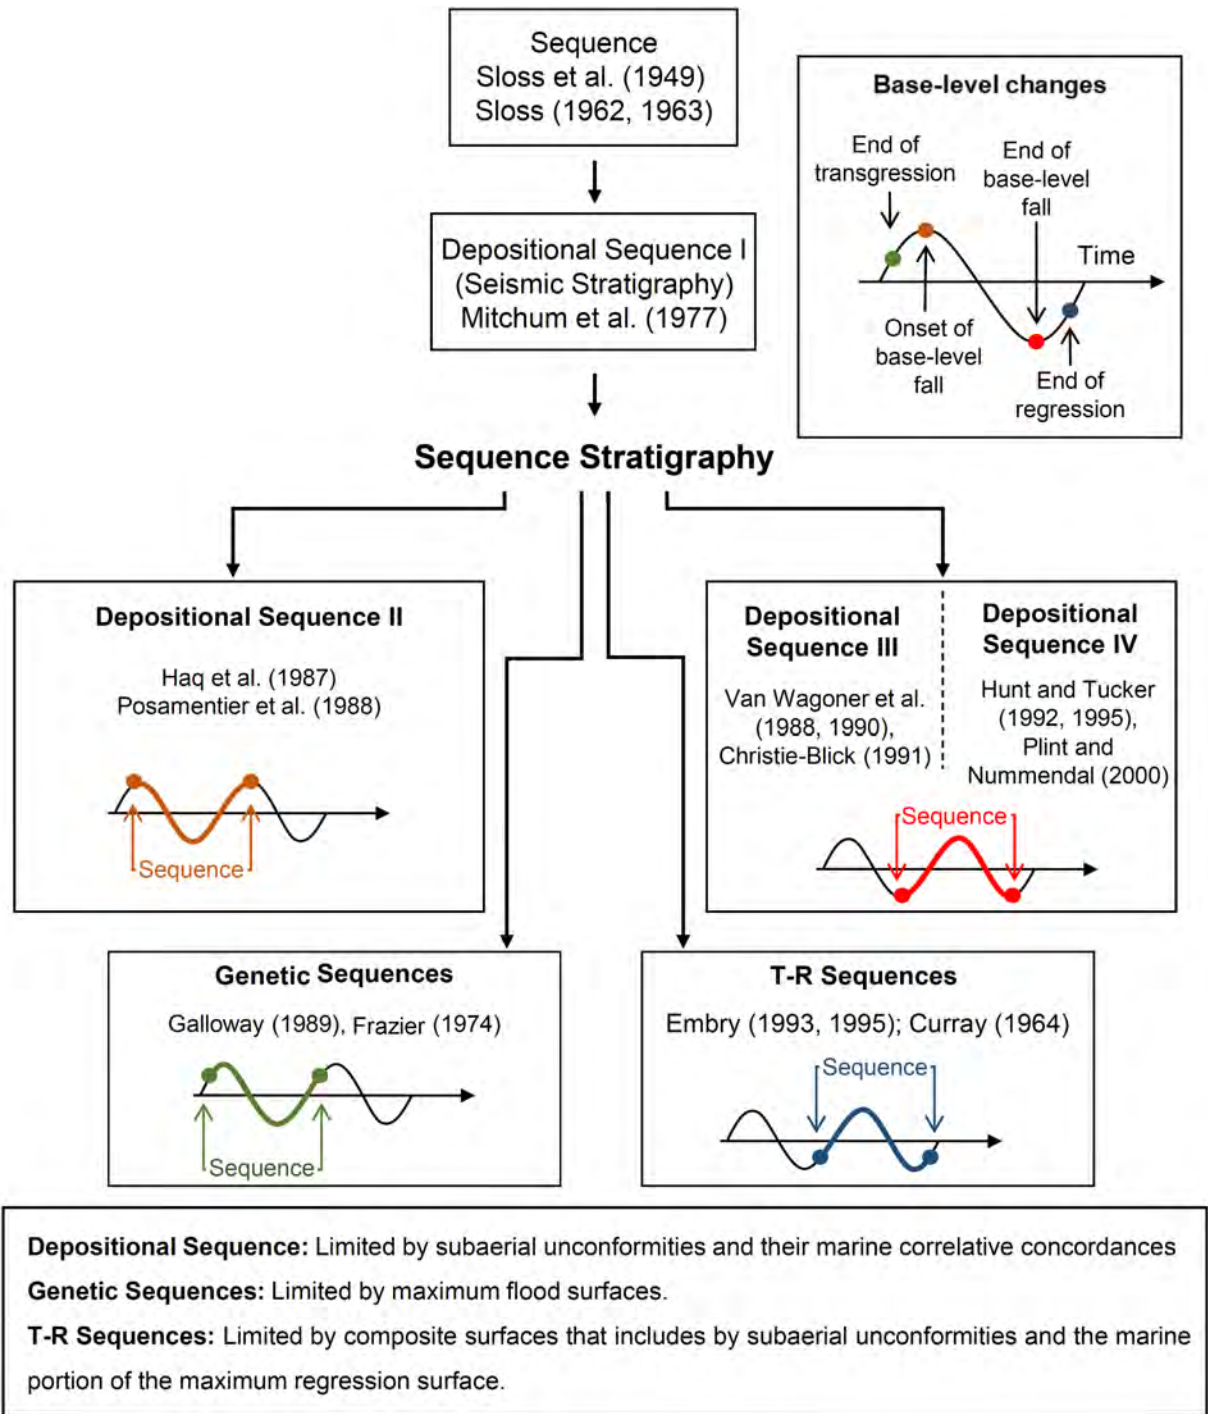 Sequence
Sloss et al. (1949)
Sloss (1962, 1963)
Base-level changes
End of
transgression
End of
base-level
fall
Time
Onset of
base-level
fall
End of
regression
Depositional Sequence I
(Seismic Stratigraphy)
Mitchum et al. (1977)
Sequence Stratigraphy
Depositional Sequence II
Haq et al. (1987)
Posamentier et al. (1988)
Sequence
Depositional
Sequence III
Van Wagoner et al.
(1988, 1990),
Christie-Blick (1991)
Depositional
Sequence IV
Hunt and Tucker
(1992, 1995),
Plint and
Nummendal (2000)
Sequence
Genetic Sequences
Galloway (1989), Frazier (1974)
Sequence
T-R Sequences
Embry (1993, 1995); Curray (1964)
Sequence
Depositional Sequence: Limited by subaerial unconformities and their marine correlative concordances
Genetic Sequences: Limited by maximum flood surfaces.
T-R Sequences: Limited by composite surfaces that includes by subaerial unconformities and the marine
portion of the maximum regression surface.